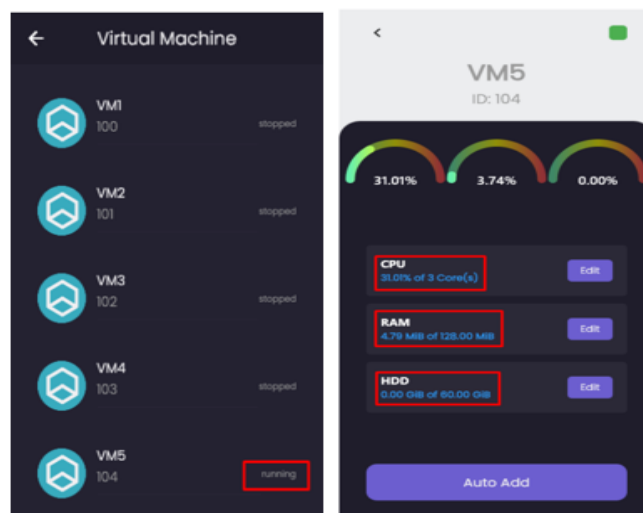 Virtual Machine
VM1
100
stopped
VM2
101
stopped
VM3
102
stopped
VM4
103
stopped
VM5
104
running
VM5
ID: 104
31.01%
3.74%
0.00%
CPU
31.01% of 3 Core(s)
Edit
RAM
4.79 MiB of 128.00 MiB
Edit
HDD
0.00 GiB of 60.00 GiB
Edit
Auto Add